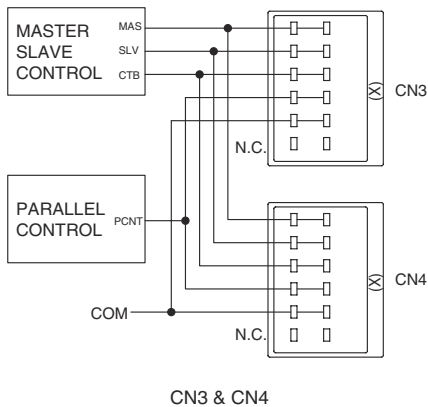 MASTER
SLAVE
CONTROL
MAS
SLV
CTB
(X)
CN3
N.C.
PARALLEL
CONTROL
PCNT
(X)
CN4
COM
N.C.
CN3 & CN4